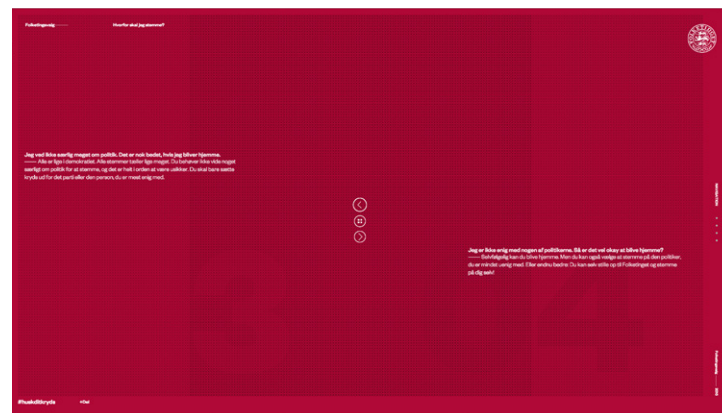 Folketingsvalg
Hvorfor skal jeg stemme?
FOLKETINGET
Jeg ved ikke særlig meget om politik. Det er nok bedst, hvis jeg bliver hjemme.
—— Alle er lige i demokratiet. Alle stemmer tæller lige meget. Du behøver ikke vide noget
særligt om politik for at stemme, og det er helt i orden at være usikker. Du skal bare sætte
kryds ud for det parti eller den person, du er mest enig med.
Jeg er ikke enig med nogen af politikerne. Så er det vel okay at blive hjemme?
—— Selvfølgelig kan du blive hjemme. Men du kan også vælge at stemme på den politiker,
du er mindst uenig med. Eller endnu bedre: Du kan selv stille op til Folketinget og stemme
på dig selv!
3
4
#huskditkryds